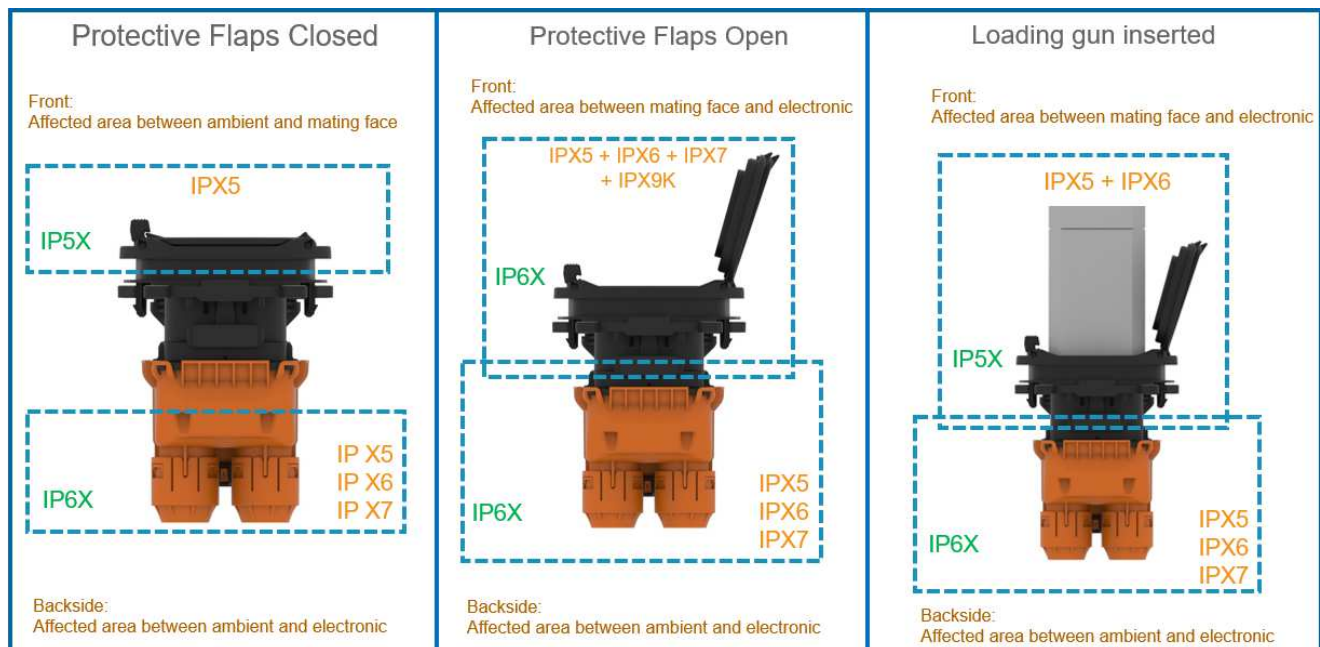 Protective Flaps Closed
Front:
Affected area between ambient and mating face
IPX5
IP5X
IP X5
IP X6
IP X7
IP6X
Backside:
Affected area between ambient and electronic
Protective Flaps Open
Front:
Affected area between mating face and electronic
IPX5 + IPX6 + IPX7
+ IPX9K
IP6X
IPX5
IP6X
IPX6
IPX7
Backside:
Affected area between ambient and electronic
Loading gun inserted
Front:
Affected area between mating face and electronic
IPX5 + IPX6
IP5X
IPX5
IP6X
IPX6
IPX7
Backside:
Affected area between ambient and electronic